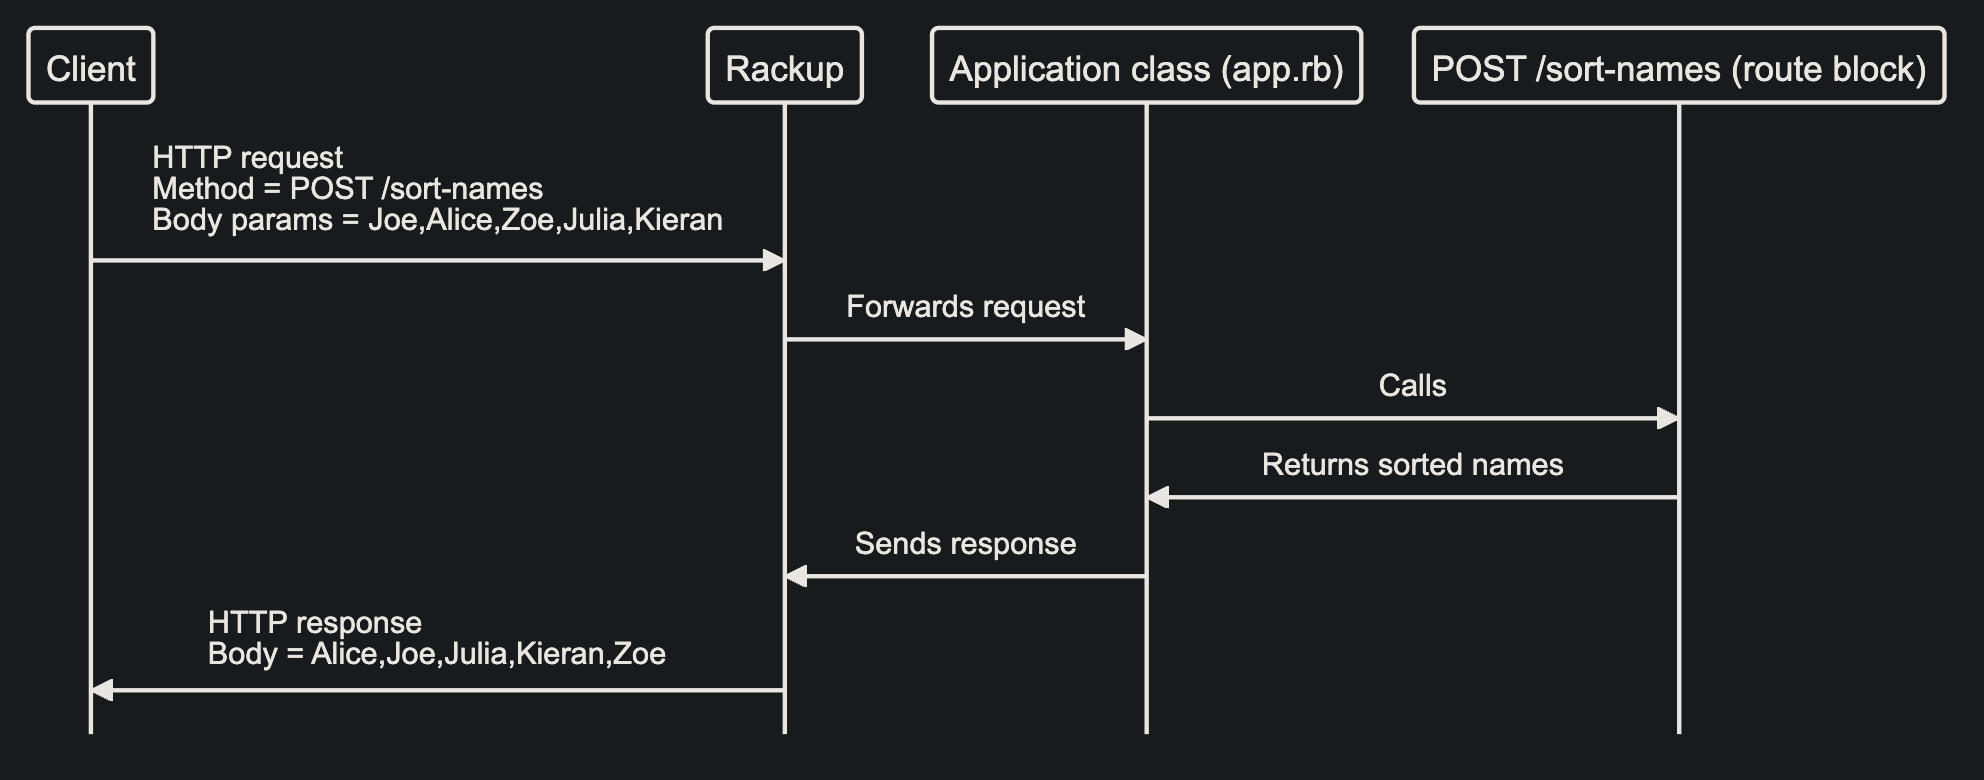 Client
Rackup
Application class (app.rb)
POST /sort-names (route block)
HTTP request
Method = POST /sort-names
Body params = Joe,Alice,Zoe,Julia,Kieran
Forwards request
Calls
Returns sorted names
Sends response
HTTP response
Body = Alice,Joe,Julia,Kieran,Zoe